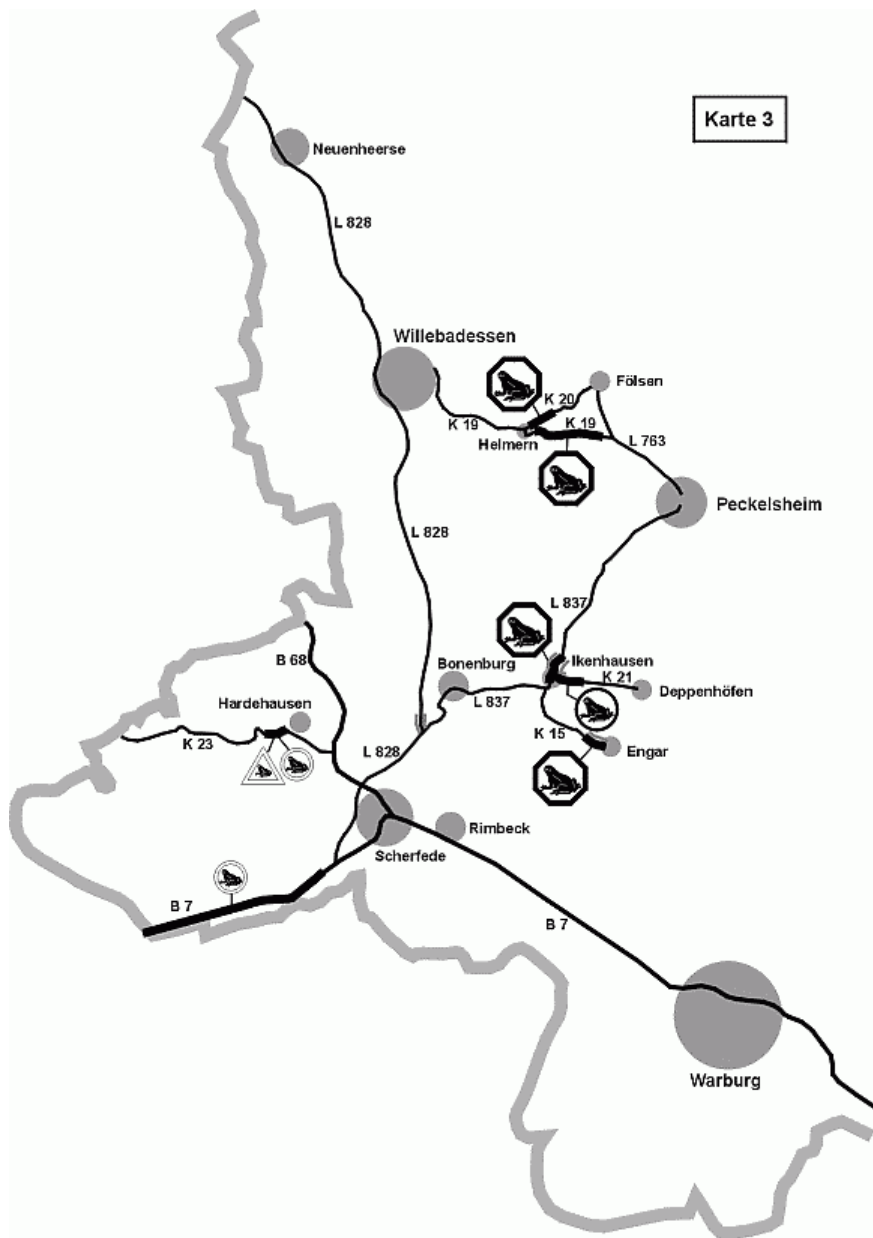 Karte 3
Neuenheerse
L 828
Willebadessen
Fölsen
K 20
K 19
K 19
Helmern
L 763
Peckelsheim
L 828
L 837
B 68
Bonenburg
Ikenhausen
K 21
Deppenhöfen
Hardehausen
L 837
K 23
K 15
Engar
L 828
Rimbeck
Scherfede
B 7
B 7
Warburg